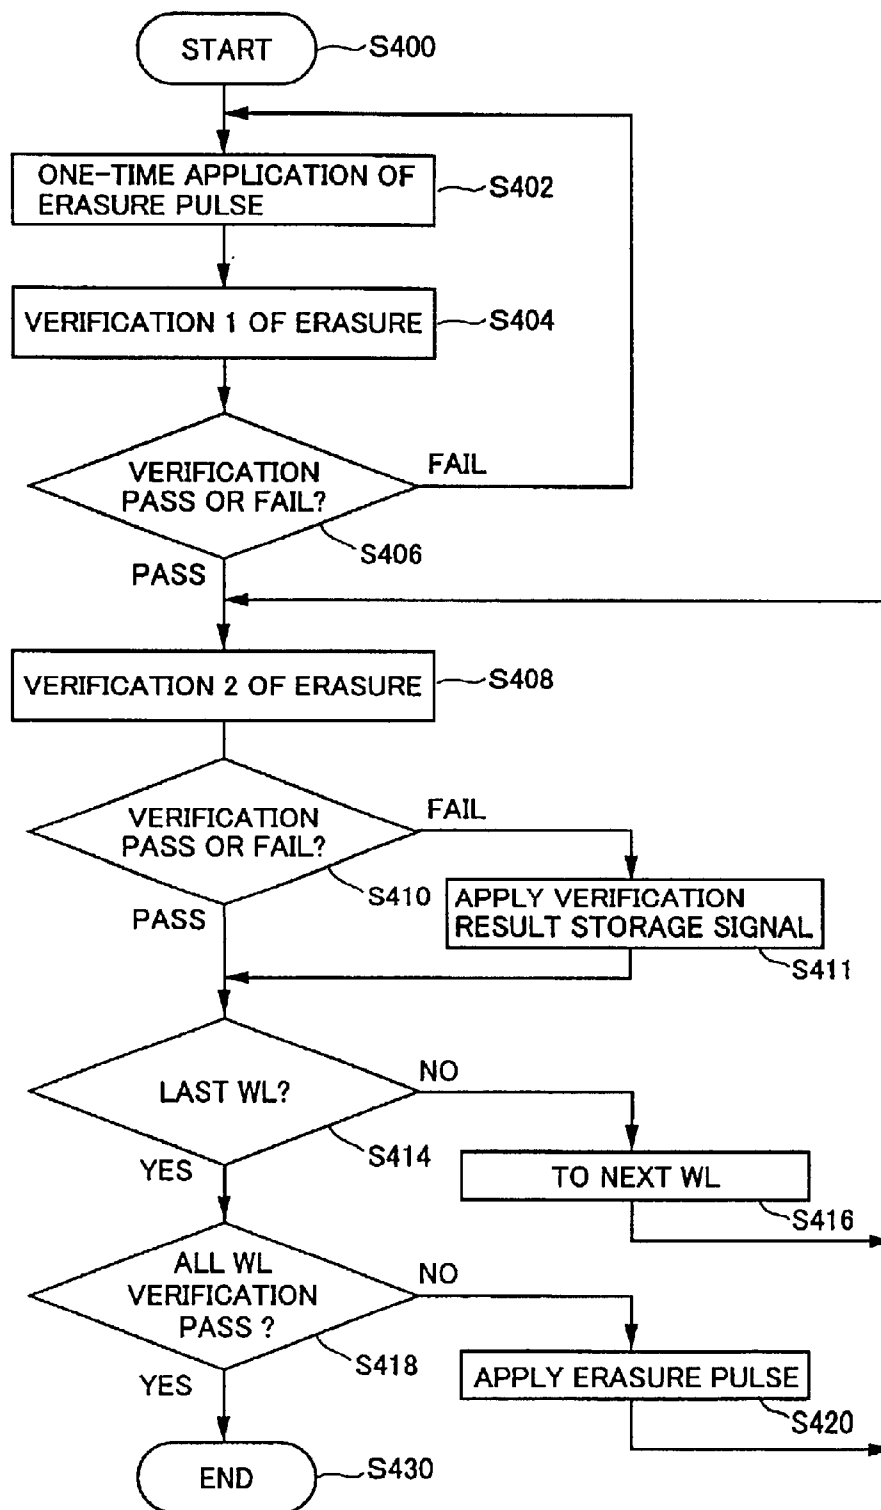 START
S400
ONE-TIME APPLICATION OF
ERASURE PULSE
S402
VERIFICATION 1 OF ERASURE
S404
VERIFICATION
PASS OR FAIL?
FAIL
S406
PASS
VERIFICATION 2 OF ERASURE
S408
VERIFICATION
PASS OR FAIL?
FAIL
S410
PASS
APPLY VERIFICATION
RESULT STORAGE SIGNAL
S411
LAST WL?
NO
S414
YES
TO NEXT WL
S416
ALL WL
VERIFICATION
PASS ?
NO
S418
YES
APPLY ERASURE PULSE
S420
END
S430